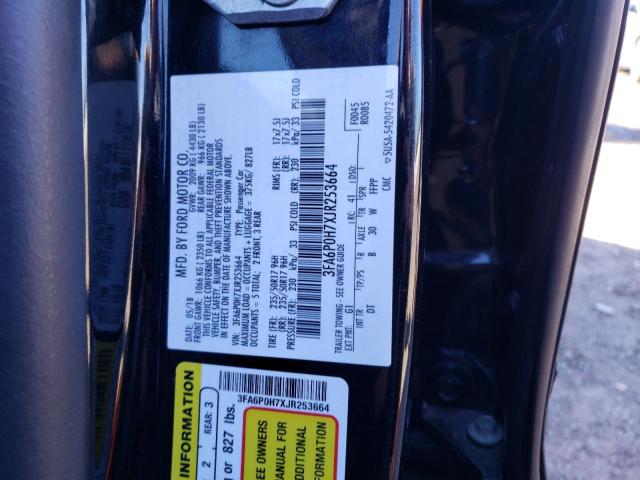 MFD. BY FORD MOTOR CO.
DATE: 05/18 GVWR: 2009 KG ( 4430 LB)
FRONT GAWR: 1066 KG ( 2350 LB) REAR GAWR: 966 KG ( 2130 LB)
THIS VEHICLE CONFORMS TO ALL APPLICABLE FEDERAL MOTOR
VEHICLE SAFETY, BUMPER, AND THEFT PREVENTION STANDARDS
IN EFFECT ON THE DATE OF MANUFACTURE SHOWN ABOVE.
VIN: 3FA6P0H7XJR253664 TYPE: Passenger Car
MAXIMUM LOAD = OCCUPANTS + LUGGAGE = 375KG/ 827LB
OCCUPANTS = 5 TOTAL; 2 FRONT, 3 REAR
TIRE (FR): 235/50R17 96H RIMS (FR): 17x7.5J
(RR): 235/50R17 96H (RR): 17x7.5J
PRESSURE (FR): 230 kPa/ 33 PSI COLD (RR): 230 kPa/ 33 PSI COLD
3FA6P0H7XJR253664
TRAILER TOWING - SEE OWNER GUIDE F0045
R0085
EXT PNT: G1 RC: 41 DSO:
INT TR TP/PS R AXLE TR SPR
DT B 30 W FFPP
CMC 5U5A-5420472-AA
INFORMATION
2 REAR: 3
or 827 lbs.
3FA6P0H7XJR253664
SEE OWNERS
MANUAL FOR
ADDITIONAL
INFORMATION